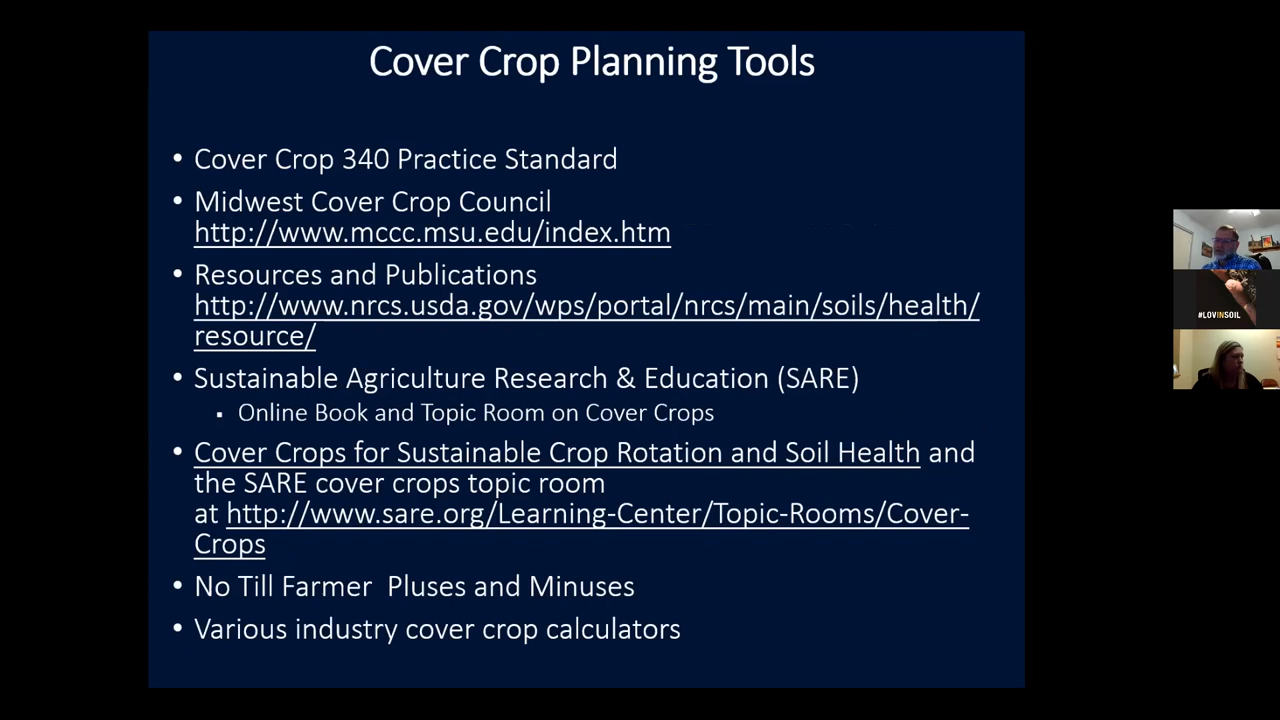 Cover Crop Planning Tools
• Cover Crop 340 Practice Standard
• Midwest Cover Crop Council
http://www.mccc.msu.edu/index.htm
• Resources and Publications
http://www.nrcs.usda.gov/wps/portal/nrcs/main/soils/health/
resource/
• Sustainable Agriculture Research & Education (SARE)
▪ Online Book and Topic Room on Cover Crops
• Cover Crops for Sustainable Crop Rotation and Soil Health and
the SARE cover crops topic room
at http://www.sare.org/Learning-Center/Topic-Rooms/Cover-
Crops
• No Till Farmer  Pluses and Minuses
• Various industry cover crop calculators
#LOVINSOIL